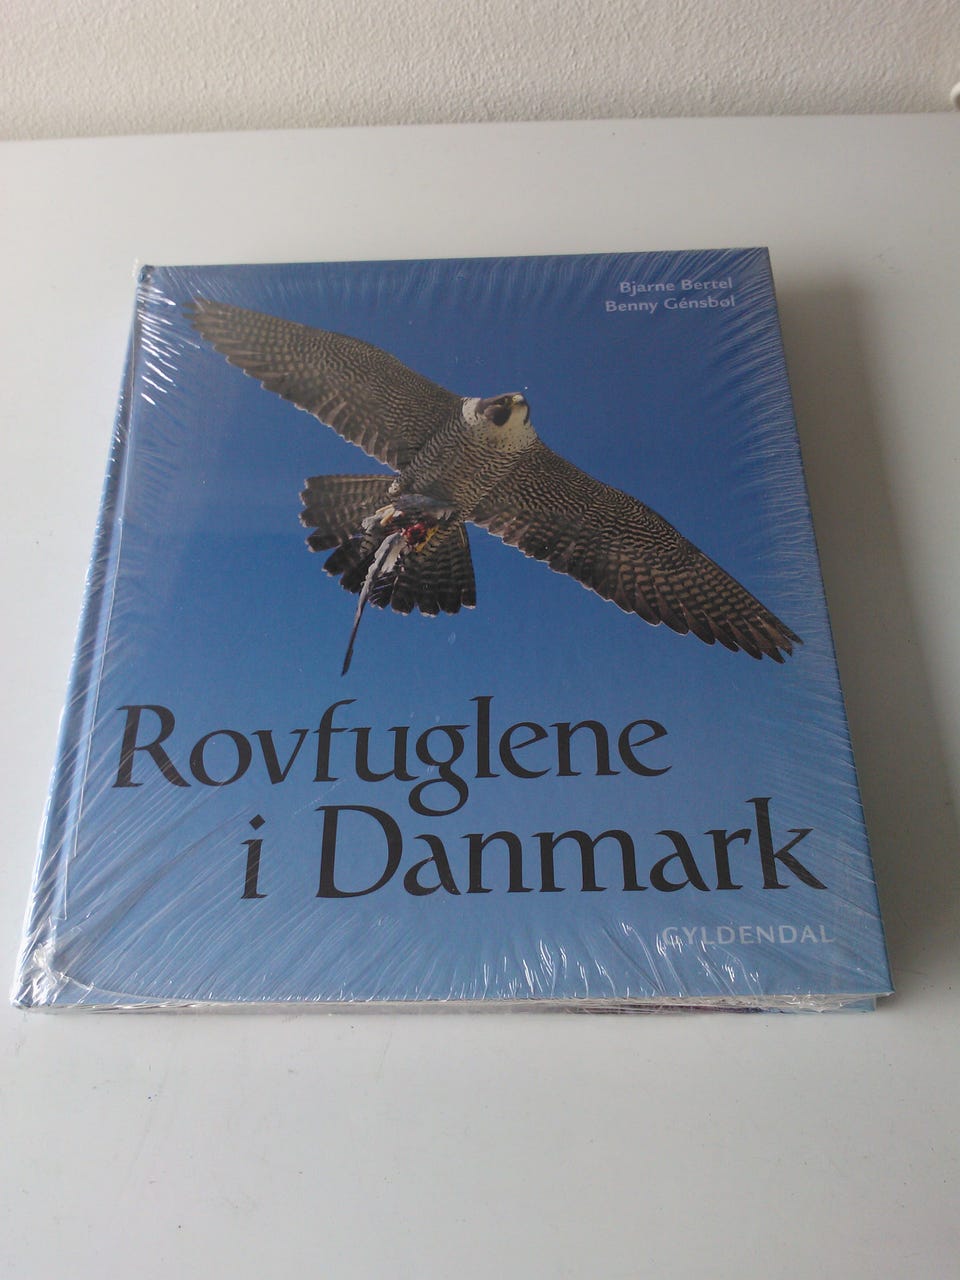 Bjarne Bertel
Benny Génsbøl
Rovfuglene
i Danmark
GYLDENDAL